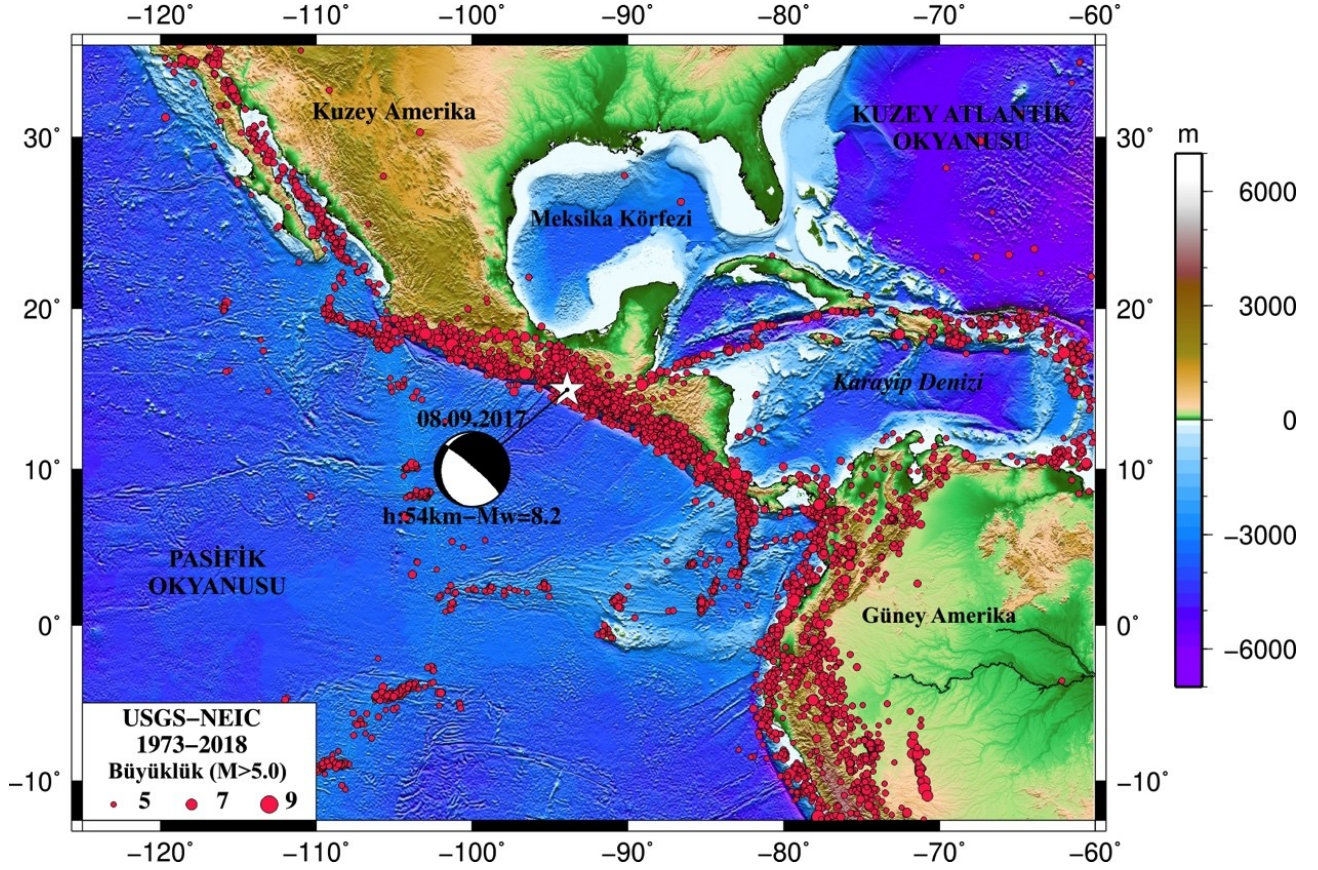 −120° −110° −100° −90° −80° −70° −60°
Kuzey Amerika
KUZEY ATLANTİK
OKYANUSU
30° 30°
m
6000
Meksika Körfezi
20° 20°
3000
Karayip Denizi
0
08.09.2017
10° 10°
h:54km−Mw=8.2
−3000
PASİFİK
OKYANUSU
Güney Amerika
0° 0°
−6000
USGS−NEIC
1973−2018
Büyüklük (M>5.0)
5 7 9
−10° −10°
−120° −110° −100° −90° −80° −70° −60°